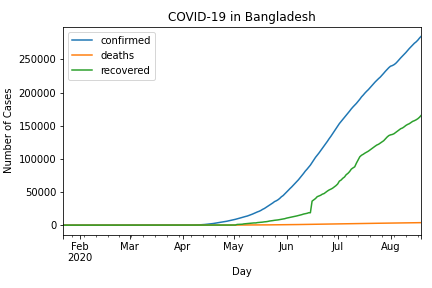 COVID-19 in Bangladesh
confirmed
deaths
recovered
Number of Cases
250000
200000
150000
100000
50000
0
Feb Mar Apr May Jun Jul Aug
2020
Day